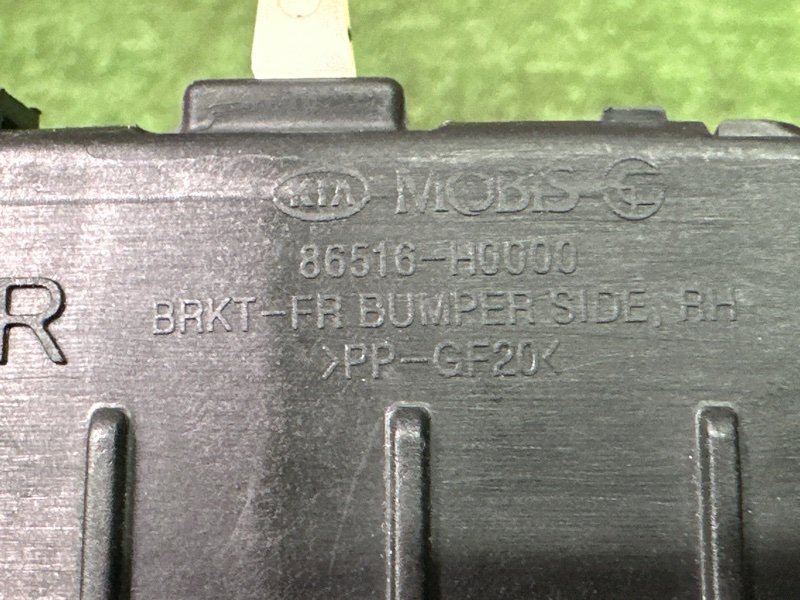 KIA MOBIS
86516-H0000
BRKT-FR BUMPER SIDE, RH
>PP-GF20<
R